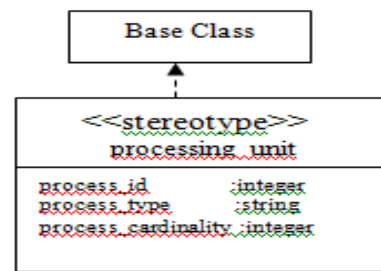 Base Class
<<stereotype>>
processing_unit
process_id :integer
process_type :string
process_cardinality :integer